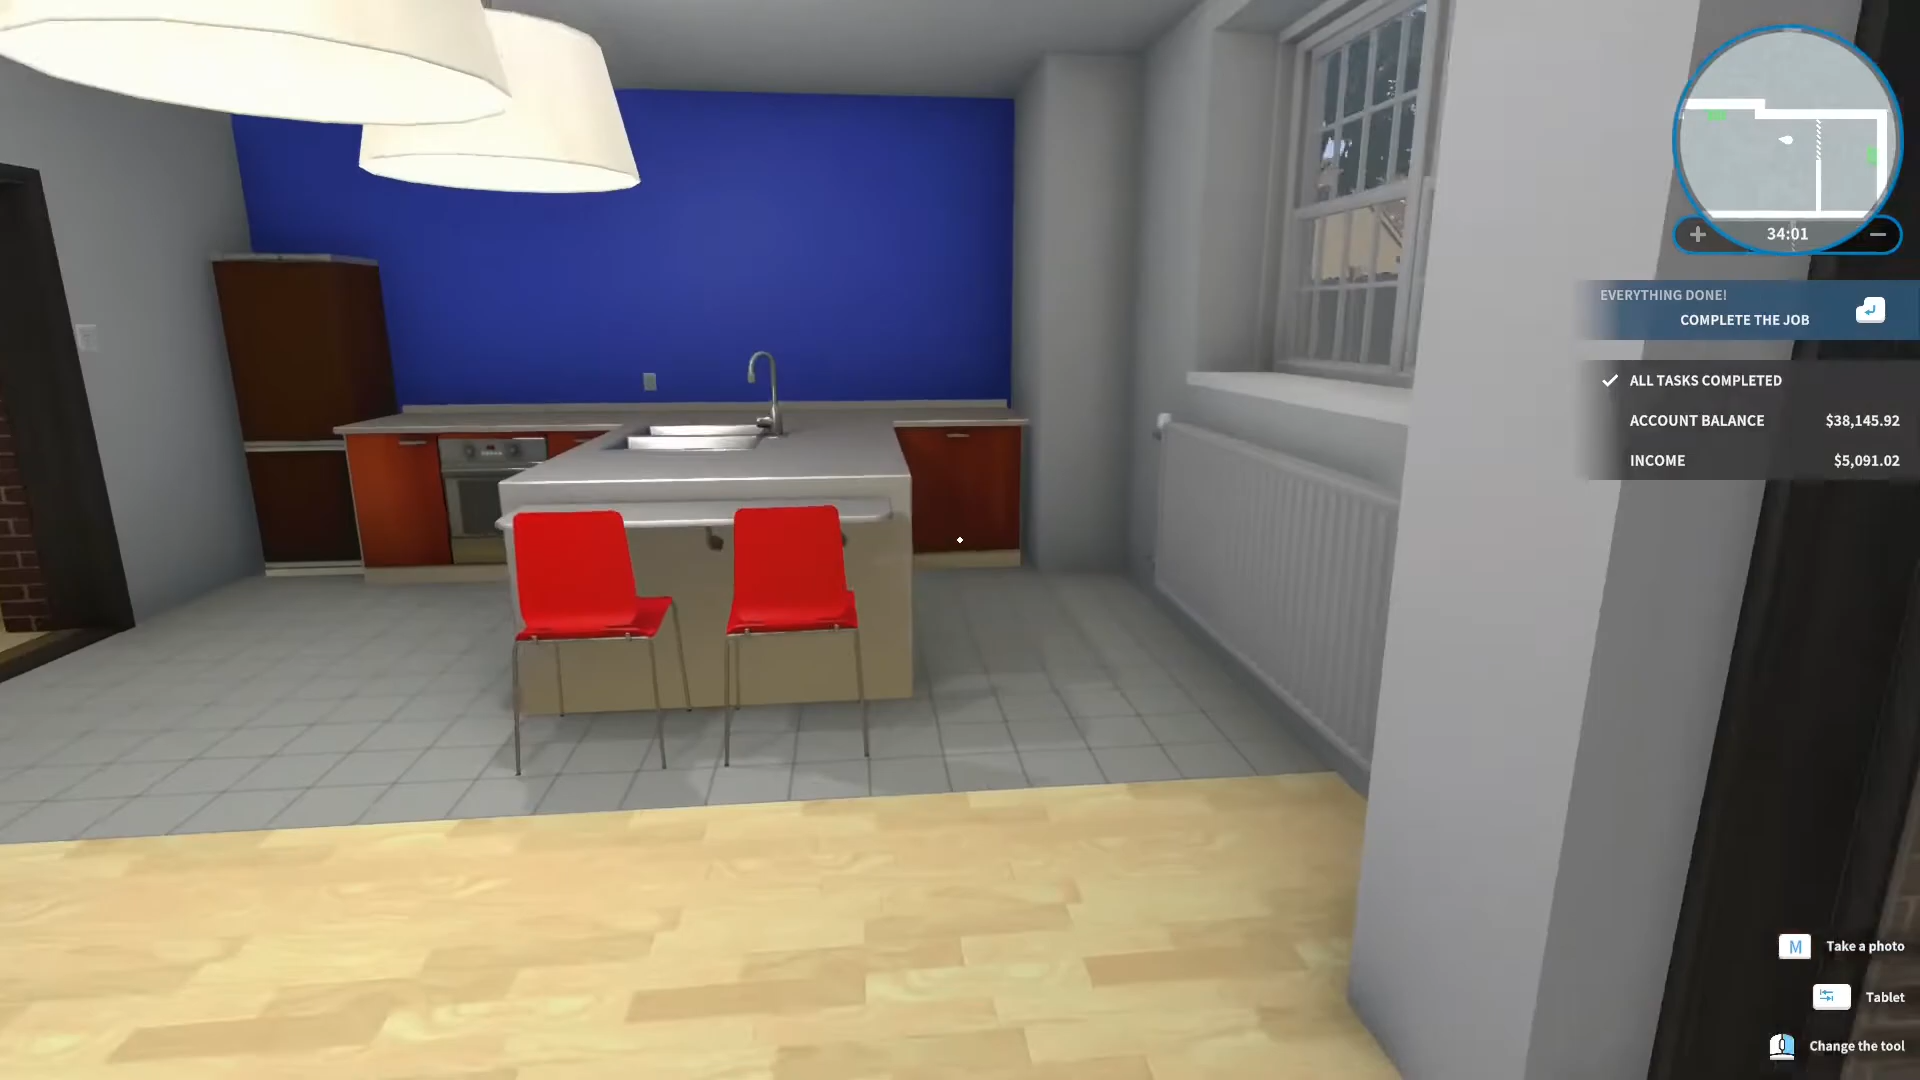 34:01
EVERYTHING DONE!
COMPLETE THE JOB
ALL TASKS COMPLETED
ACCOUNT BALANCE $38,145.92
INCOME $5,091.02
M Take a photo
Tablet
Change the tool